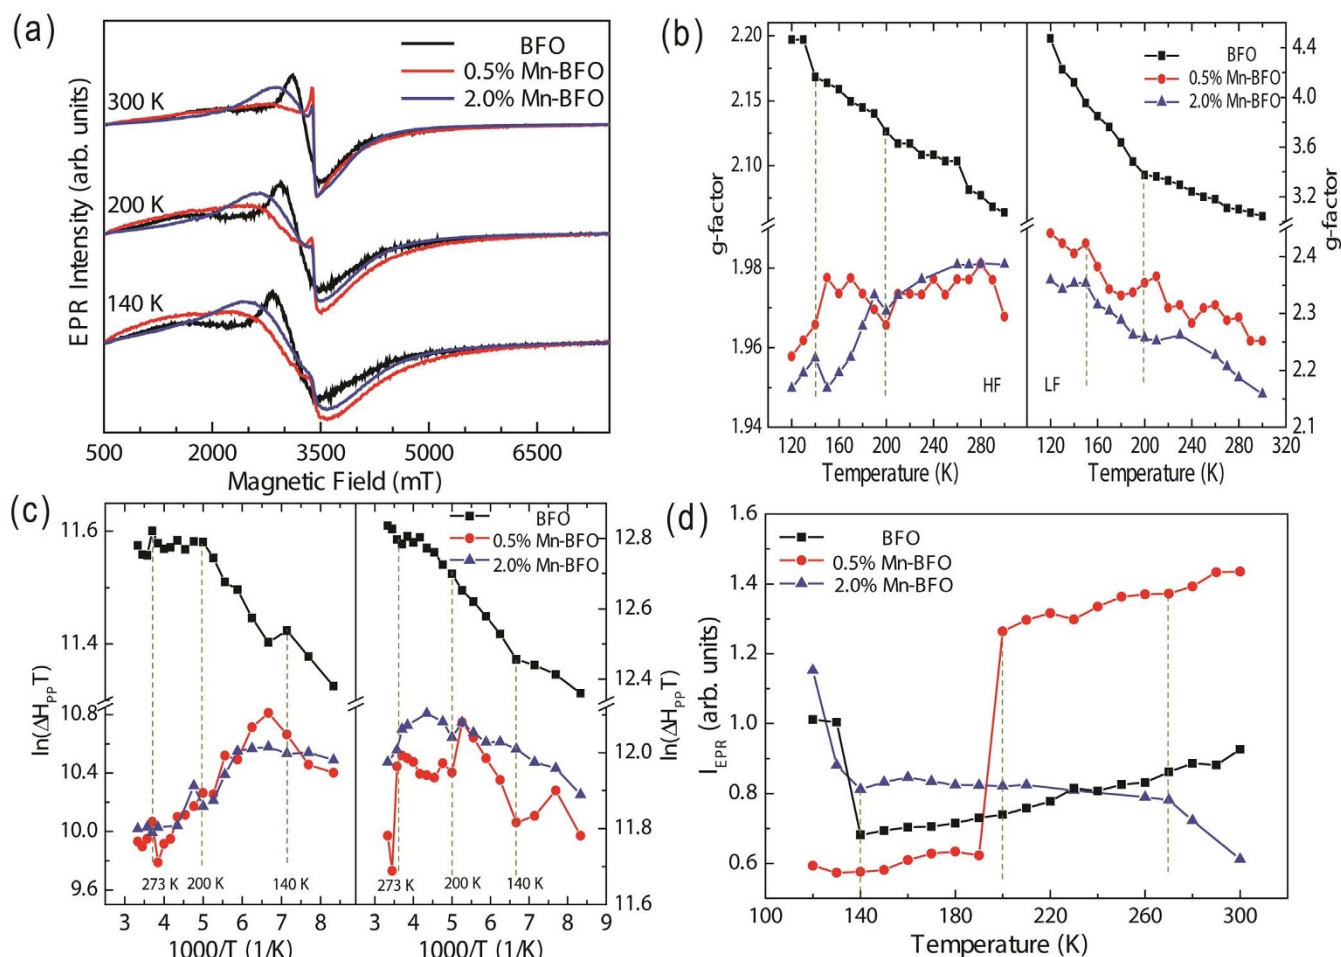 (a)
BFO
0.5% Mn-BFO
2.0% Mn-BFO
300 K
200 K
140 K
EPR Intensity (arb. units)
500 2000 3500 5000 6500
Magnetic Field (mT)
(b)
2.20
2.15
2.10
1.98
1.96
1.94
g-factor
BFO
0.5% Mn-BFO
2.0% Mn-BFO
4.4
4.0
3.6
3.2
2.4
2.3
2.2
2.1
g-factor
HF
LF
120 160 200 240 280
120 160 200 240 280 300
Temperature (K)
Temperature (K)
(c)
11.6
11.4
10.8
10.4
10.0
9.6
ln(ΔH_PP T)
BFO
0.5% Mn-BFO
2.0% Mn-BFO
12.8
12.6
12.4
12.0
11.8
11.6
ln(ΔH_PP T)
273 K
200 K
140 K
273 K
200 K
140 K
3 4 5 6 7 8
3 4 5 6 7 8 9
1000/T (1/K)
1000/T (1/K)
(d)
1.6
1.4
1.2
1.0
0.8
0.6
I_EPR (arb. units)
BFO
0.5% Mn-BFO
2.0% Mn-BFO
100 140 180 220 260 300
Temperature (K)